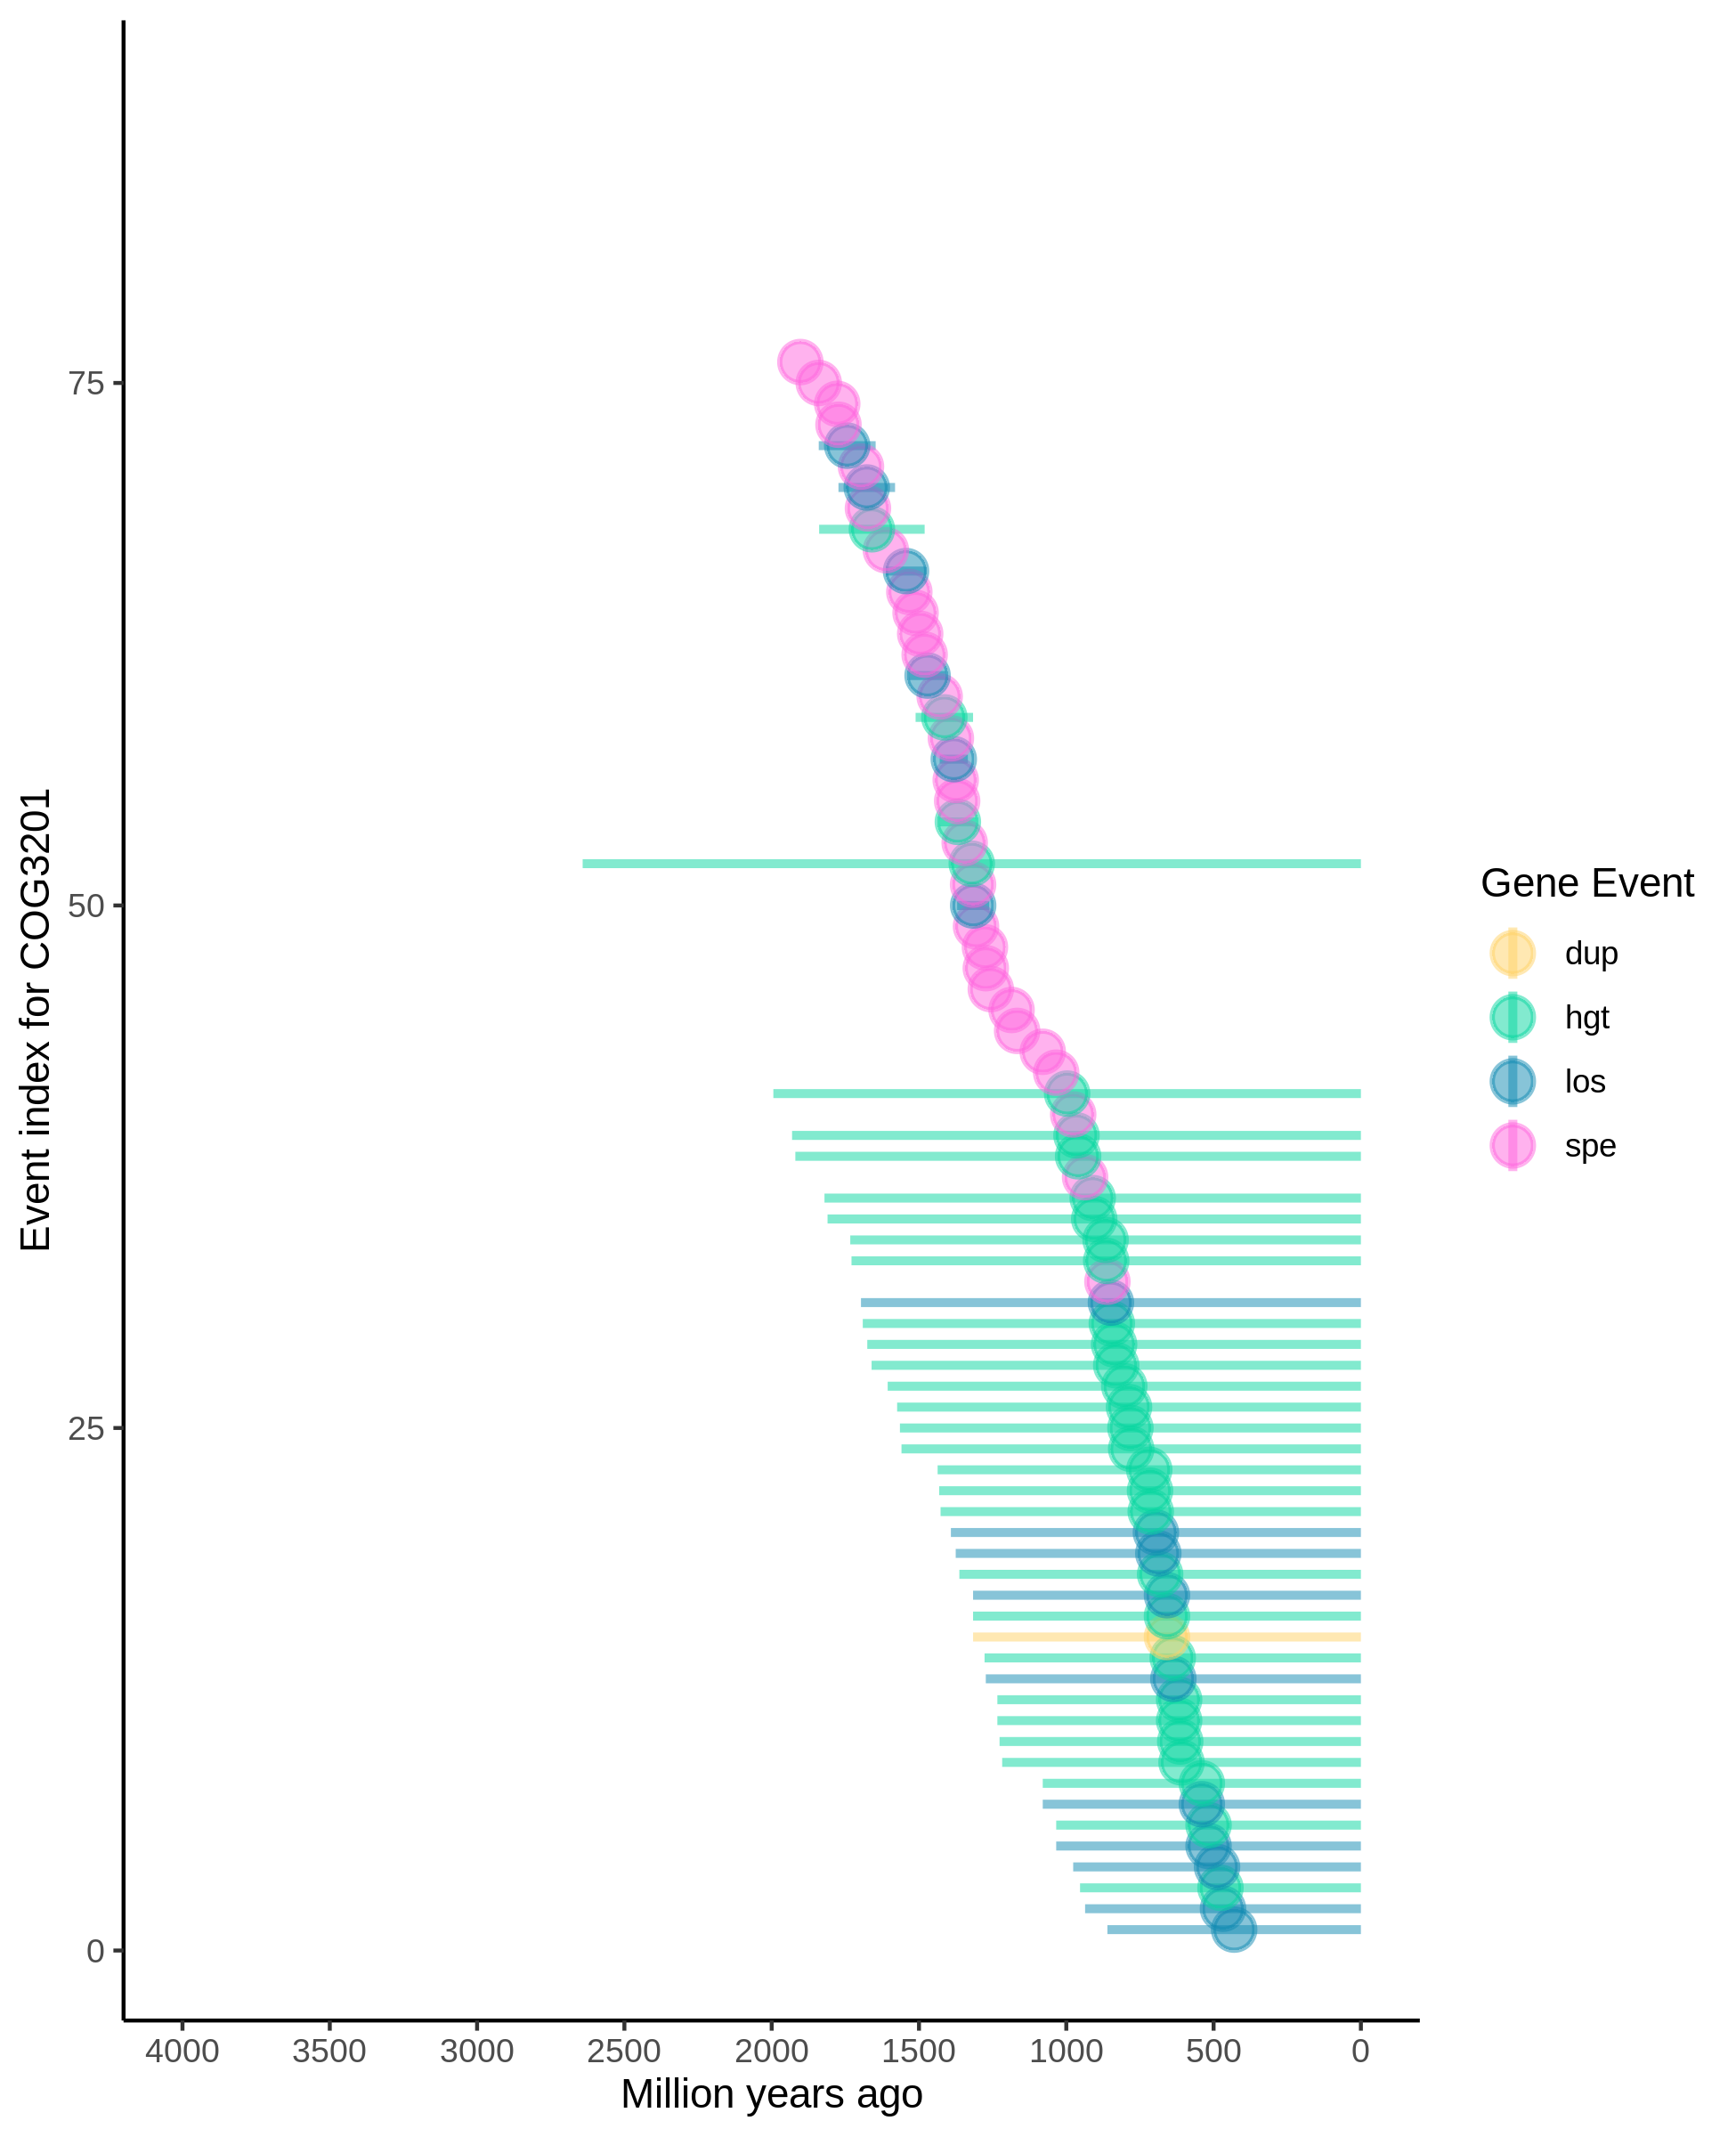 Event index for COG3201
75
50
25
0
4000 3500 3000 2500 2000 1500 1000 500 0
Million years ago
Gene Event
dup
hgt
los
spe